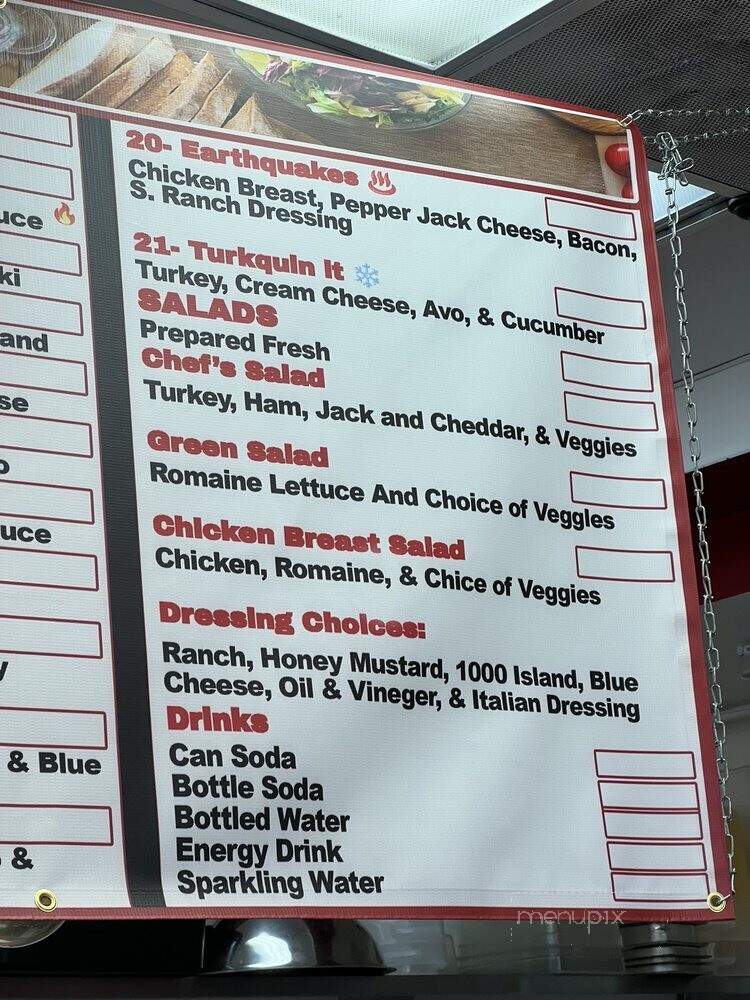 uce
ki
and
se
o
uce
y
& Blue
&
20- Earthquakes
Chicken Breast, Pepper Jack Cheese, Bacon,
S. Ranch Dressing
21- Turkquin It
Turkey, Cream Cheese, Avo, & Cucumber
SALADS
Prepared Fresh
Chef's Salad
Turkey, Ham, Jack and Cheddar, & Veggies
Green Salad
Romaine Lettuce And Choice of Veggies
Chicken Breast Salad
Chicken, Romaine, & Chice of Veggies
Dressing Choices:
Ranch, Honey Mustard, 1000 Island, Blue
Cheese, Oil & Vineger, & Italian Dressing
Drinks
Can Soda
Bottle Soda
Bottled Water
Energy Drink
Sparkling Water
menupix